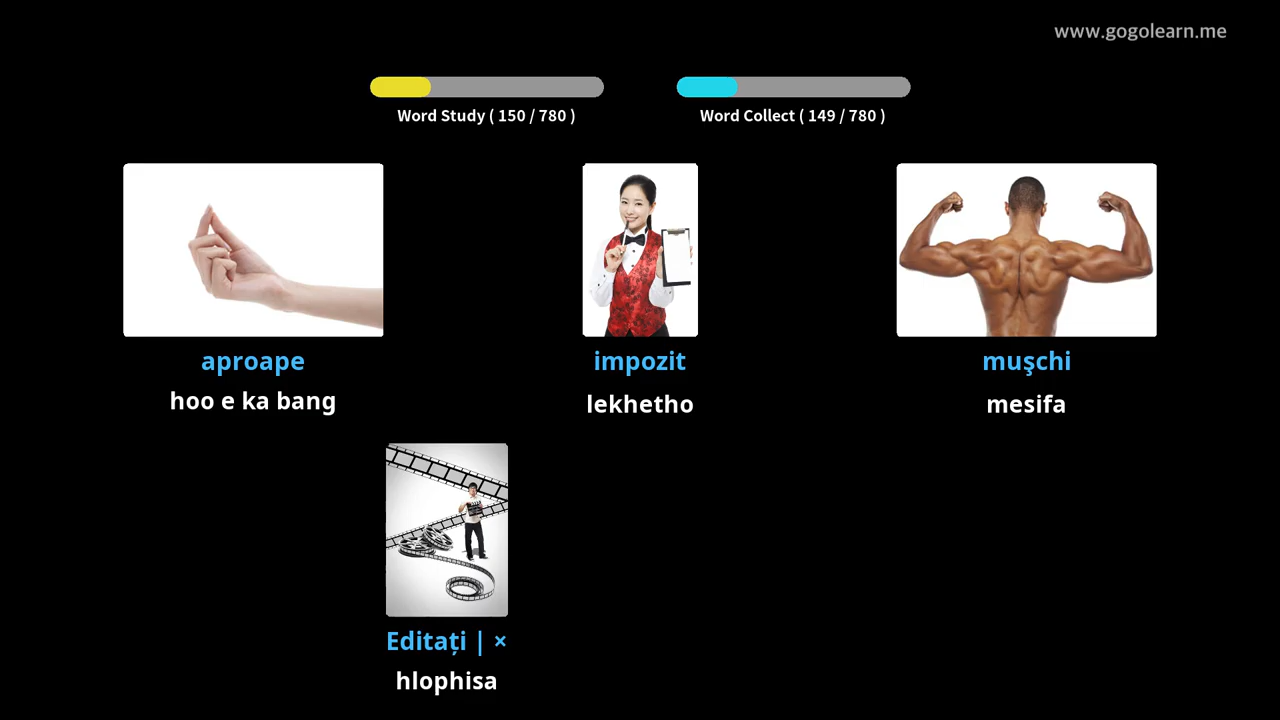 www.gogolearn.me
Word Study ( 150 / 780 )
Word Collect ( 149 / 780 )
aproape
hoo e ka bang
impozit
lekhetho
muşchi
mesifa
Editați | ×
hlophisa